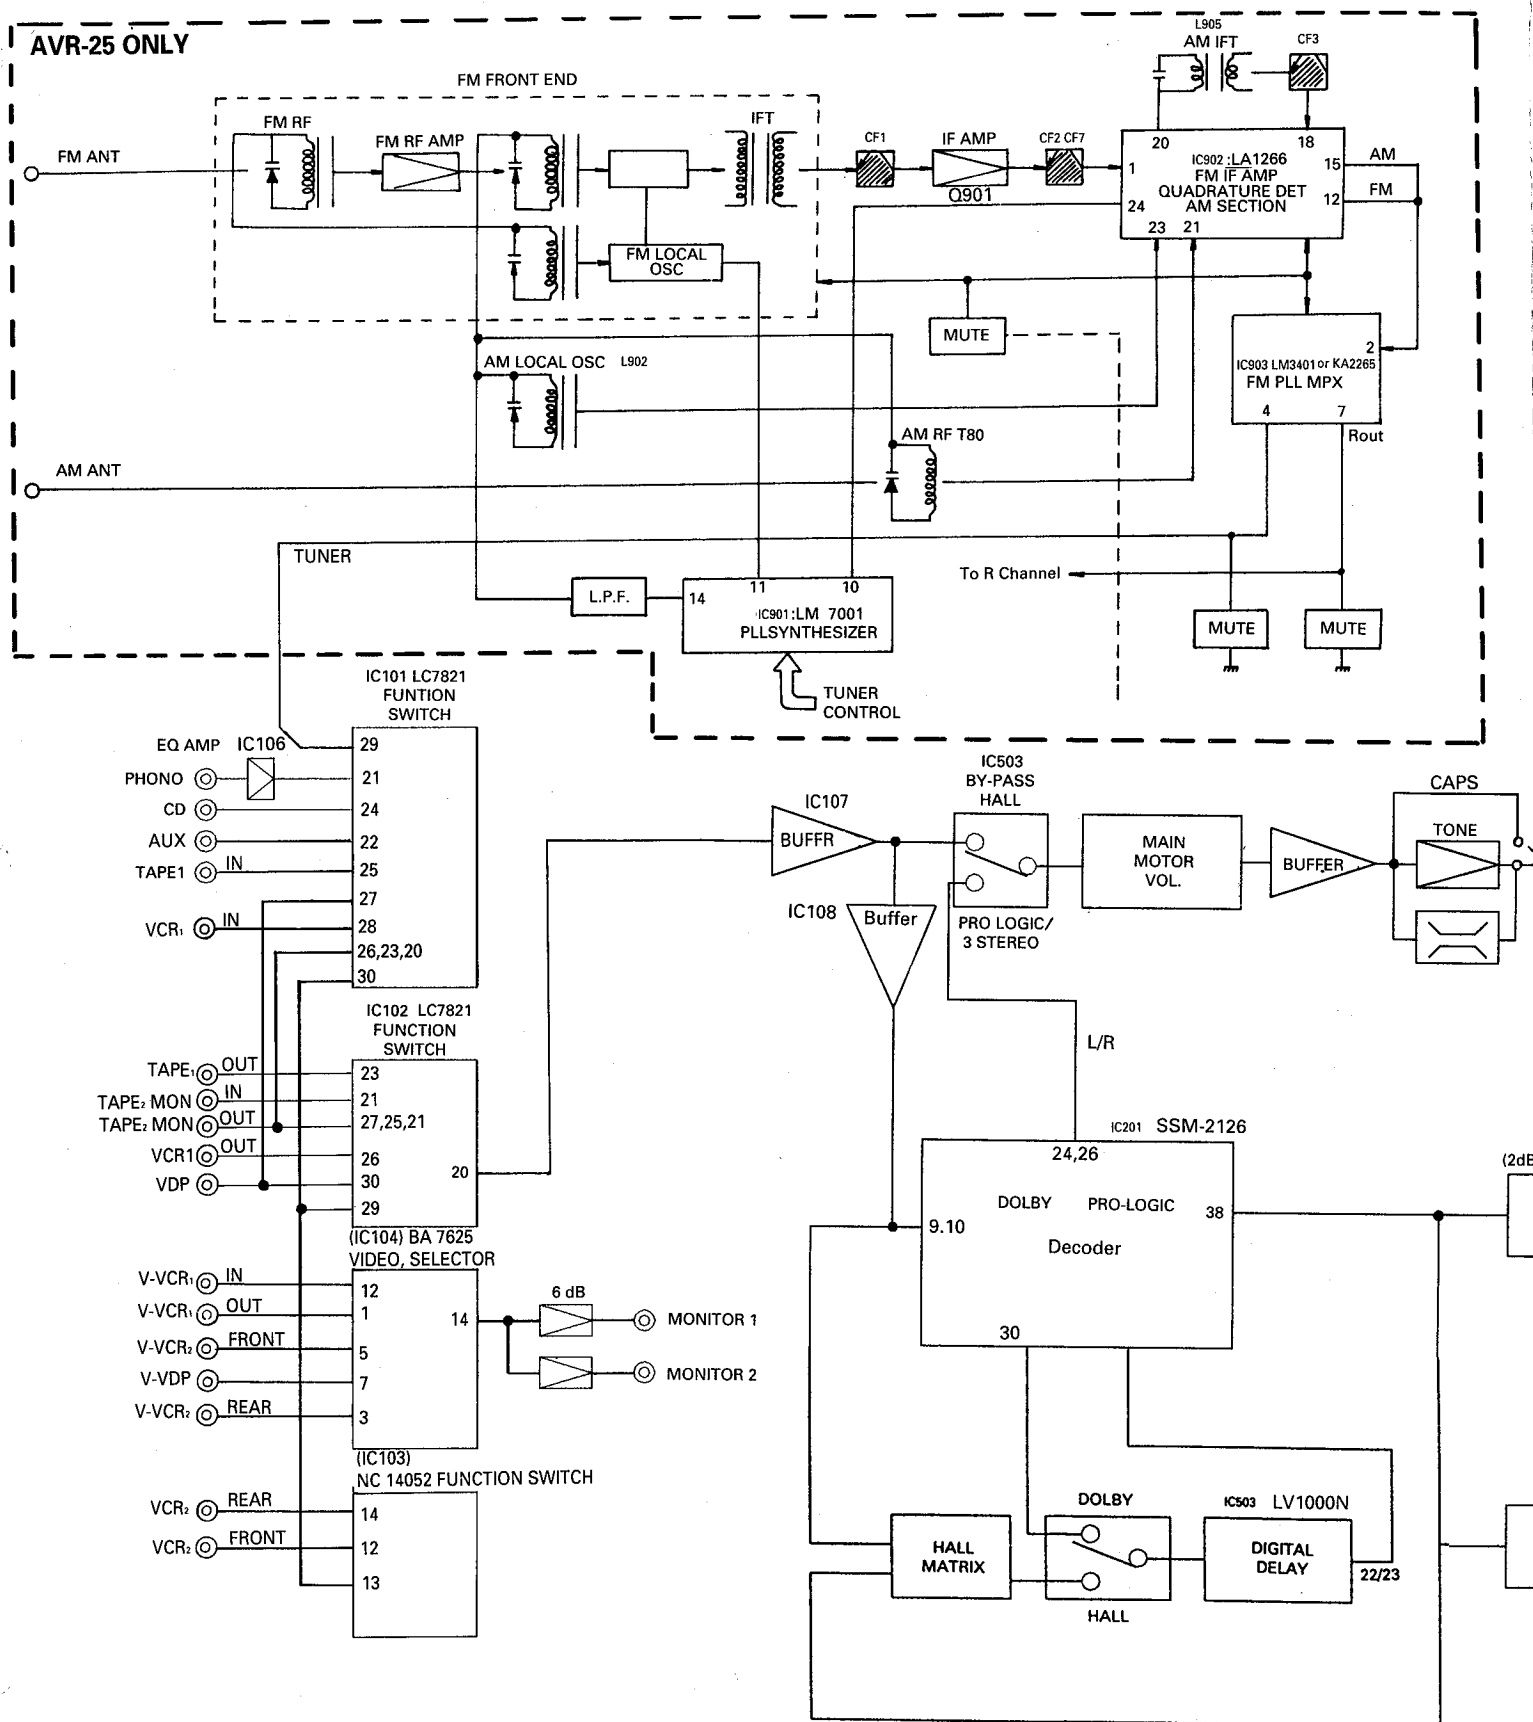 AVR-25 ONLY
L905
AM IFT
CF3
FM FRONT END
FM RF
FM RF AMP
IFT
CF1
IF AMP
CF2 CF7
Q901
FM ANT
20
18
1
IC902 :LA1266
FM IF AMP
QUADRATURE DET
AM SECTION
15
AM
12
FM
24
23
21
FM LOCAL
OSC
MUTE
2
IC903 LM3401 or KA2265
FM PLL MPX
4
7
Rout
AM LOCAL OSC
L902
AM RF T80
AM ANT
TUNER
To R Channel
L.P.F.
14
11
10
IC901 :LM 7001
PLLSYNTHESIZER
MUTE
MUTE
TUNER
CONTROL
IC101 LC7821
FUNTION
SWITCH
EQ AMP
IC106
29
PHONO
21
CD
24
AUX
22
TAPE1
IN
25
27
VCR1
IN
28
26,23,20
30
IC107
BUFFR
IC503
BY-PASS
HALL
PRO LOGIC/
3 STEREO
MAIN
MOTOR
VOL.
BUFFER
CAPS
TONE
IC108
Buffer
L/R
IC102 LC7821
FUNCTION
SWITCH
TAPE1
OUT
23
TAPE2 MON
IN
21
TAPE2 MON
OUT
27,25,21
VCR1
OUT
26
20
VDP
30
29
IC201
SSM-2126
24,26
DOLBY PRO-LOGIC
Decoder
9.10
38
30
(2dB
(IC104) BA 7625
VIDEO, SELECTOR
V-VCR1
IN
12
V-VCR1
OUT
1
14
6 dB
MONITOR 1
V-VCR2
FRONT
5
V-VDP
7
MONITOR 2
V-VCR2
REAR
3
(IC103)
NC 14052 FUNCTION SWITCH
VCR2
REAR
14
VCR2
FRONT
12
13
HALL
MATRIX
DOLBY
HALL
IC503
LV1000N
DIGITAL
DELAY
22/23